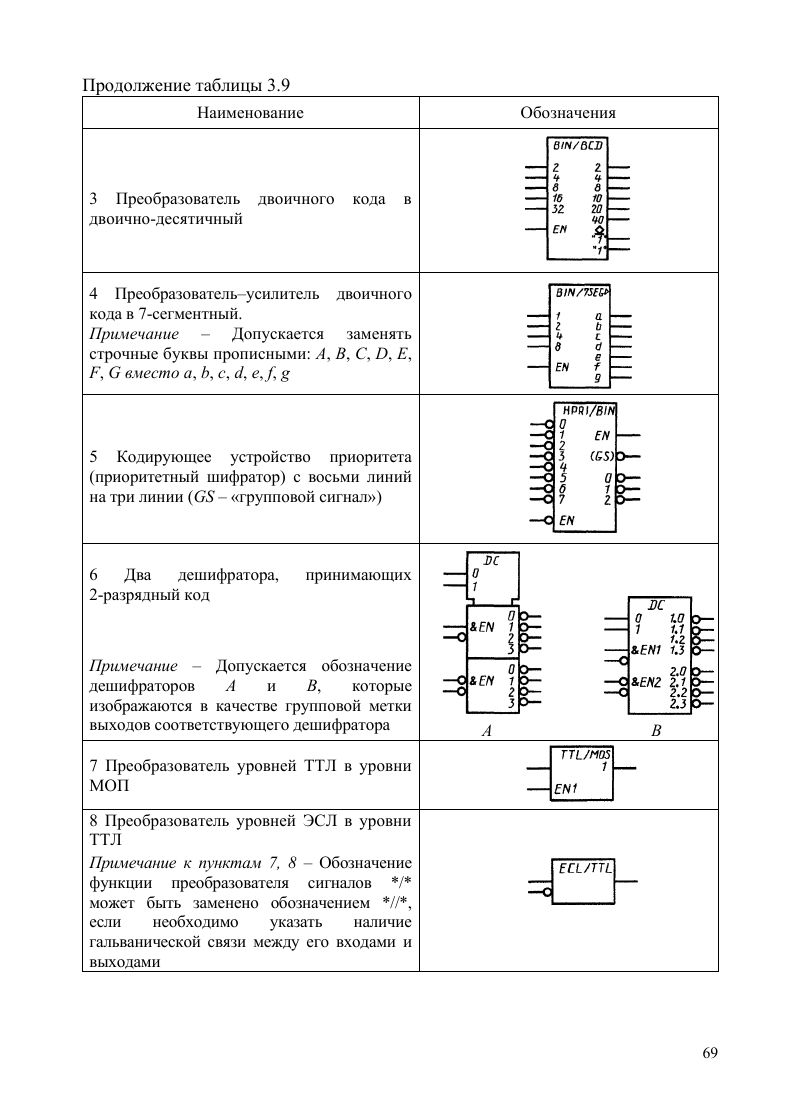 Продолжение таблицы 3.9
Наименование
Обозначения
3 Преобразователь двоичного кода в
двоично-десятичный
BIN/BCD
2 2
4 4
8 8
16 10
32 20
40
EN
"1"
"1"
4 Преобразователь–усилитель двоичного
кода в 7-сегментный.
Примечание – Допускается заменять
строчные буквы прописными: A, B, C, D, E,
F, G вместо a, b, c, d, e, f, g
BIN/7SEG
1 a
2 b
4 c
8 d
e
EN f
g
5 Кодирующее устройство приоритета
(приоритетный шифратор) с восьми линий
на три линии (GS – «групповой сигнал»)
HPRI/BIN
0
1 EN
2
3 (GS)
4
5 0
6 1
7 2
EN
6 Два дешифратора, принимающих
2-разрядный код
Примечание – Допускается обозначение
дешифраторов A и B, которые
изображаются в качестве групповой метки
выходов соответствующего дешифратора
DC
0
1
0
&EN 1
2
3
0
&EN 1
2
3
A
DC
0 1.0
1 1.1
1.2
&EN1 1.3
2.0
&EN2 2.1
2.2
2.3
B
7 Преобразователь уровней ТТЛ в уровни
МОП
TTL/MOS
1
EN1
8 Преобразователь уровней ЭСЛ в уровни
ТТЛ
Примечание к пунктам 7, 8 – Обозначение
функции преобразователя сигналов */*
может быть заменено обозначением *//*,
если необходимо указать наличие
гальванической связи между его входами и
выходами
ECL/TTL
69